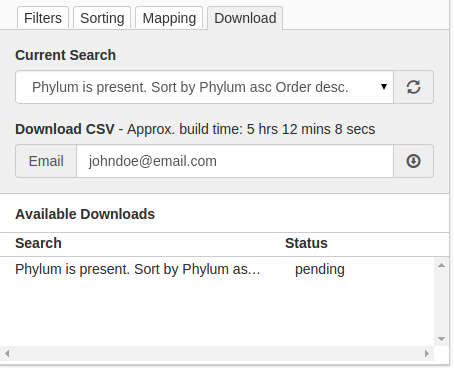 Filters Sorting Mapping Download
Current Search
Phylum is present. Sort by Phylum asc Order desc.
Download CSV - Approx. build time: 5 hrs 12 mins 8 secs
Email johndoe@email.com
Available Downloads
Search Status
Phylum is present. Sort by Phylum as… pending